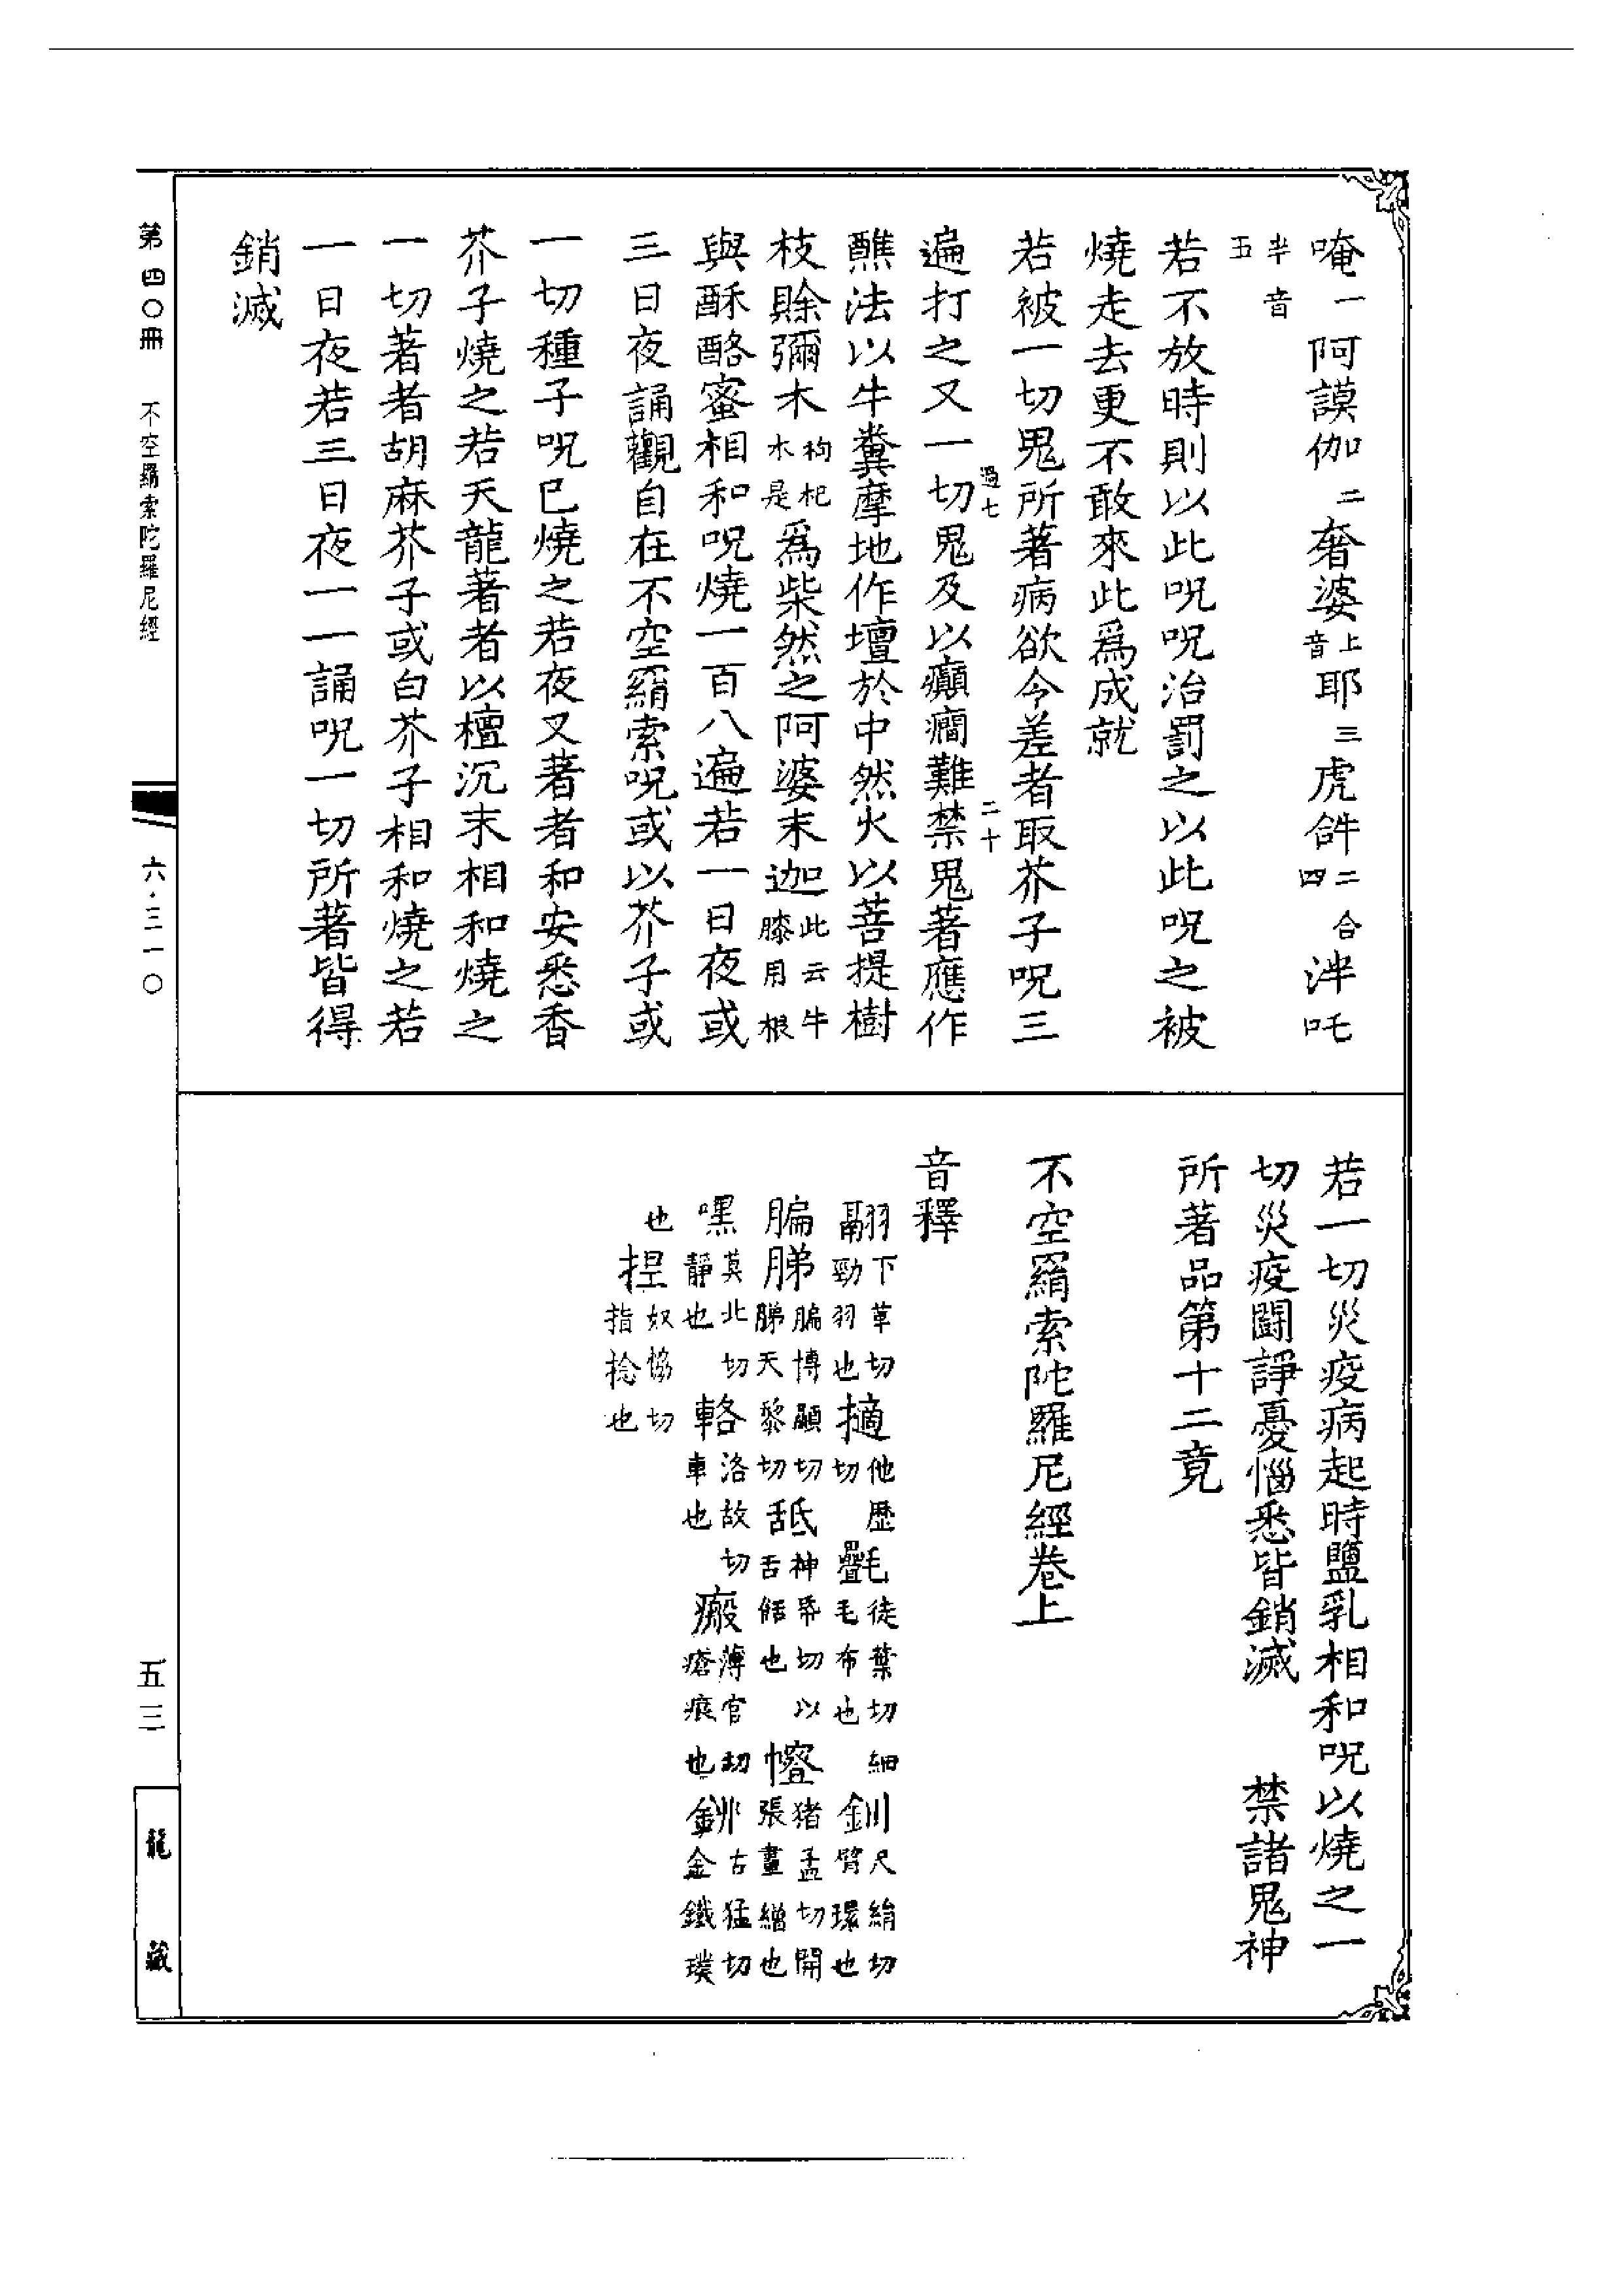 唵一阿謨伽二奢婆上音耶三虎𤙖二合四泮吒
半音五
若不放時則以此呪呪治罰之以此呪之被
燒走去更不敢來此爲成就
若被一切鬼所著病欲令差者取芥子呪三
遍打之又一切鬼及以癲癎難禁鬼著應作
過七
二十
醮法以牛糞摩地作壇於中然火以菩提樹
枝賒彌木枸杞木是爲柴然之阿婆末迦此云牛膝用根
與酥酪蜜相和呪燒一百八遍若一日夜或
三日夜誦觀自在不空羂索呪或以芥子或
一切種子呪已燒之若夜叉著者和安悉香
芥子燒之若天龍著者以檀沉末相和燒之
一切著者胡麻芥子或白芥子相和燒之若
一日夜若三日夜一一誦呪一切所著皆得
銷滅
若一切災疫病起時鹽乳相和呪以燒之一
切災疫鬪諍憂惱悉皆銷滅　禁諸鬼神
所著品第十二竟
不空羂索陀羅尼經卷上
音釋
翮下革切勁羽也擿他歷切㲲徒葉切細毛布也釧尺絹切臂環也
䏒䏲䏒博顯切䏲天黎切䑛神帋切以舌䑛也㡧猪孟切開張畫繒也
嘿莫北切靜也輅洛故切車也瘢薄官切瘡痕也鉚古猛切金鐵璞
也捏奴恊切指捻也
第四〇冊　不空羂索陀羅尼經
六·三一〇
五三
龍藏